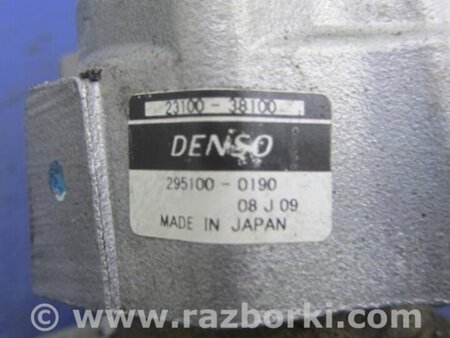 23100-38100
DENSO
295100-0190
08 J 09
MADE IN JAPAN
www.razborki.com